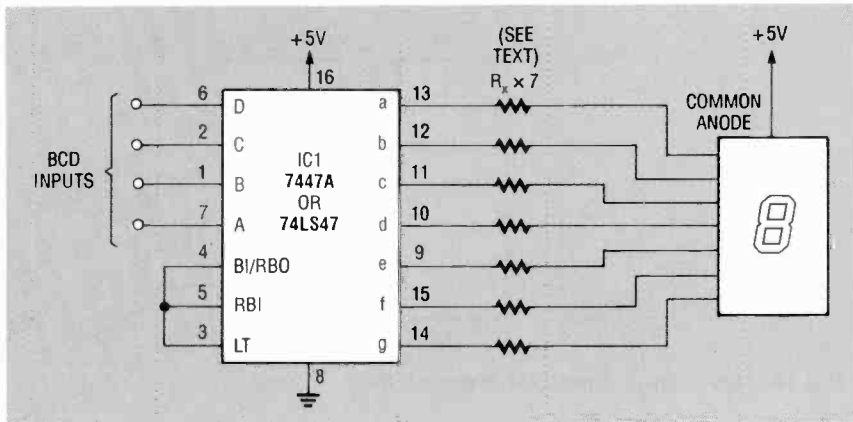 +5V
(SEE
TEXT)
Rx × 7
+5V
COMMON
ANODE
16
BCD
INPUTS
6
2
1
7
4
5
3
D
C
B
A
BI/RBO
RBI
LT
IC1
7447A
OR
74LS47
a
b
c
d
e
f
g
13
12
11
10
9
15
14
8
8